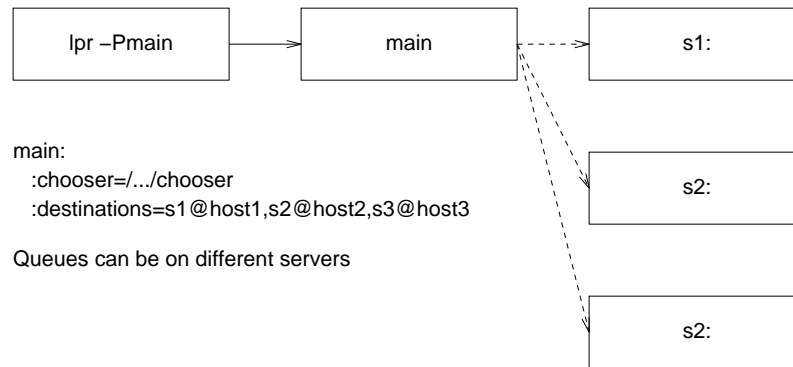 lpr –Pmain
main
s1:
main:
:chooser=/.../chooser
:destinations=s1@host1,s2@host2,s3@host3
s2:
Queues can be on different servers
s2: